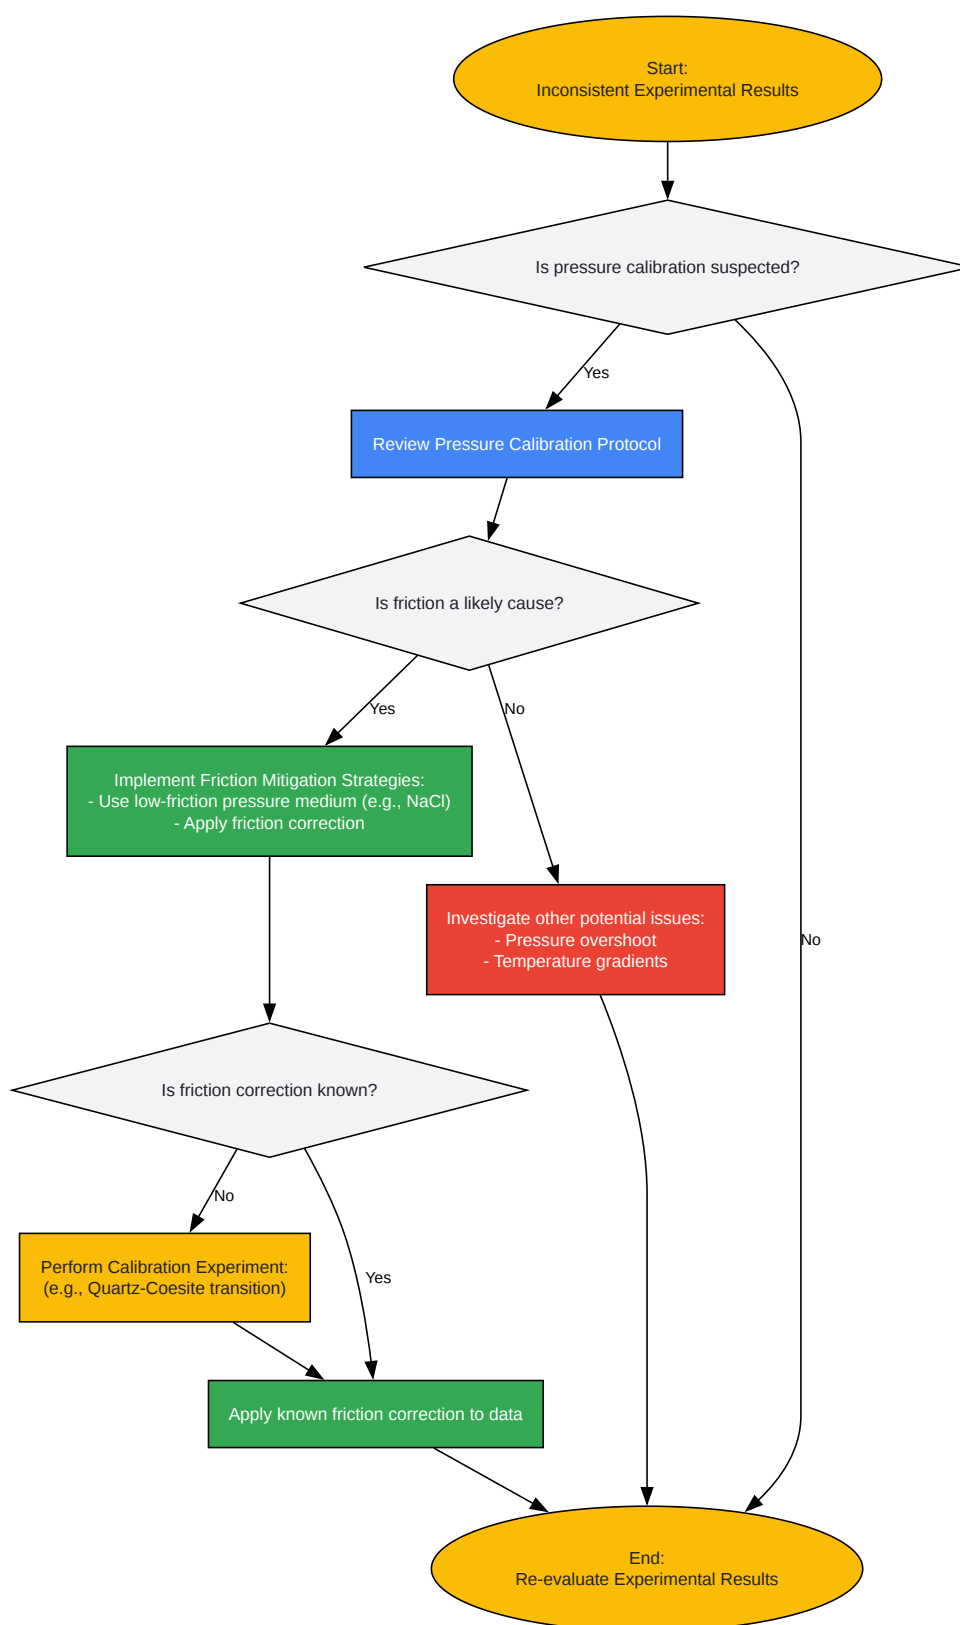 Start:
Inconsistent Experimental Results
Is pressure calibration suspected?
Yes
Review Pressure Calibration Protocol
Is friction a likely cause?
Yes
No
Implement Friction Mitigation Strategies:
- Use low-friction pressure medium (e.g., NaCl)
- Apply friction correction
Investigate other potential issues:
- Pressure overshoot
- Temperature gradients
No
Is friction correction known?
No
Perform Calibration Experiment:
(e.g., Quartz-Coesite transition)
Yes
Apply known friction correction to data
End:
Re-evaluate Experimental Results